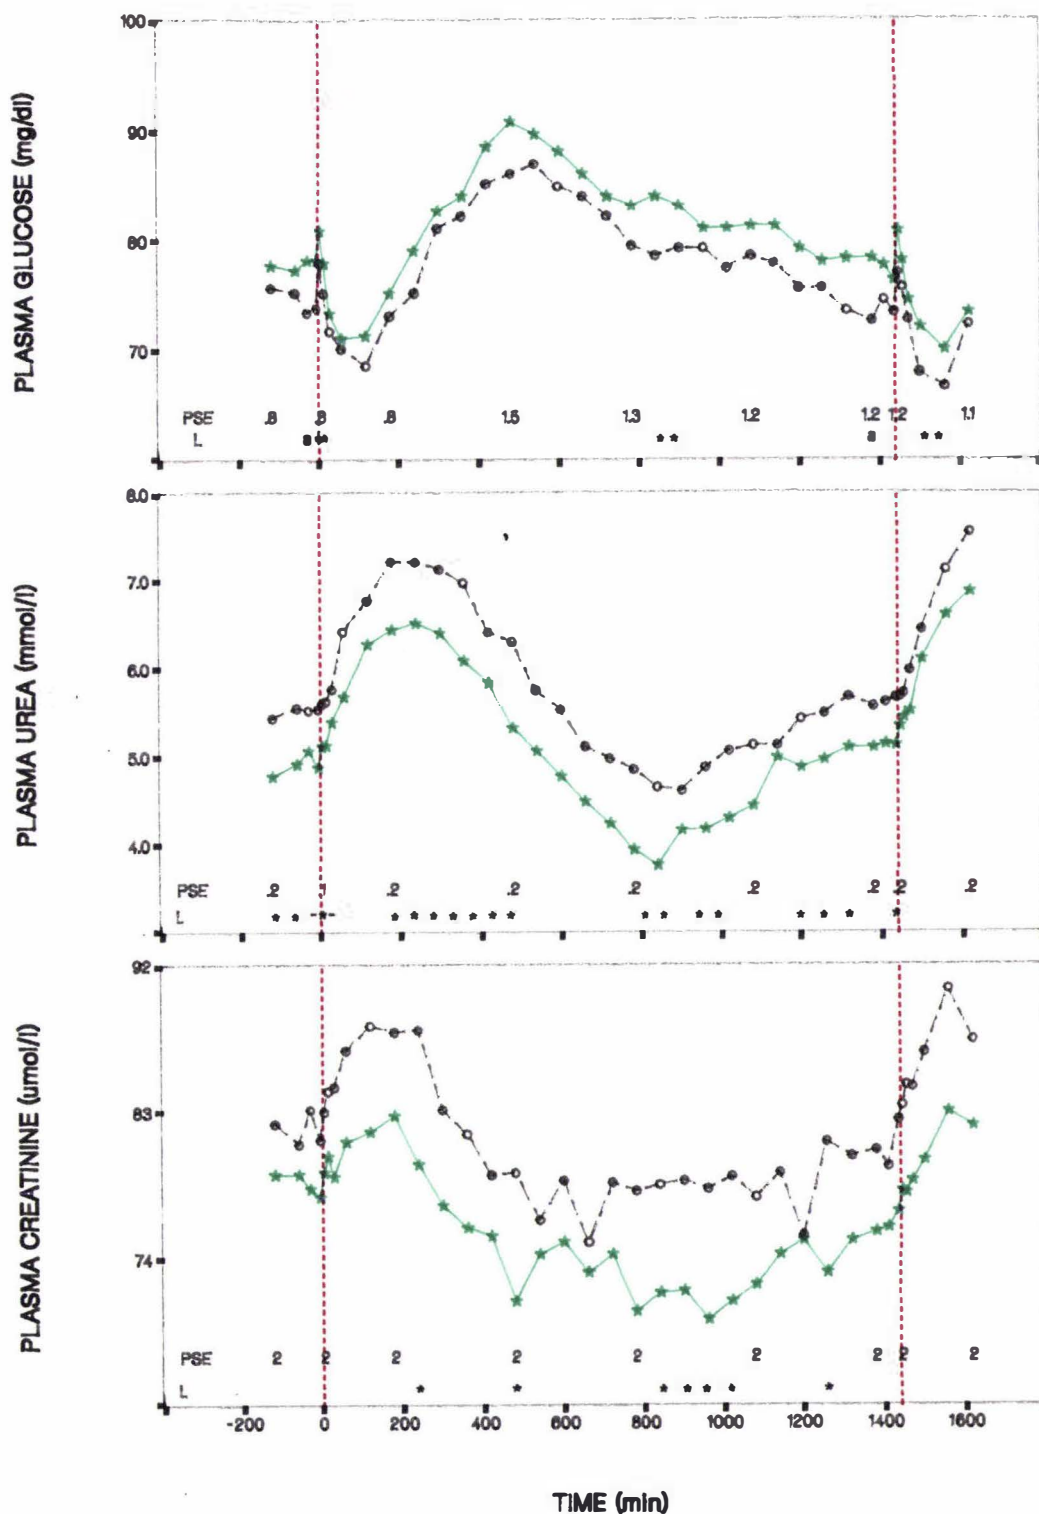 100
90
80
70
PLASMA GLUCOSE (mg/dl)
PSE .8 .8 .8 1.5 1.3 1.2 1.2 1.2 1.1
L a ** ** a * *
8.0
7.0
6.0
5.0
4.0
PLASMA UREA (mmol/l)
PSE .2 .1 .2 .2 .2 .2 .2 .2 .2
L * * -*- * * * * * * * * * * * * * * *
92
83
74
PLASMA CREATININE (umol/l)
PSE 2 2 2 2 2 2 2 2 2
L * * * * * * *
-200 0 200 400 600 800 1000 1200 1400 1600
TIME (min)